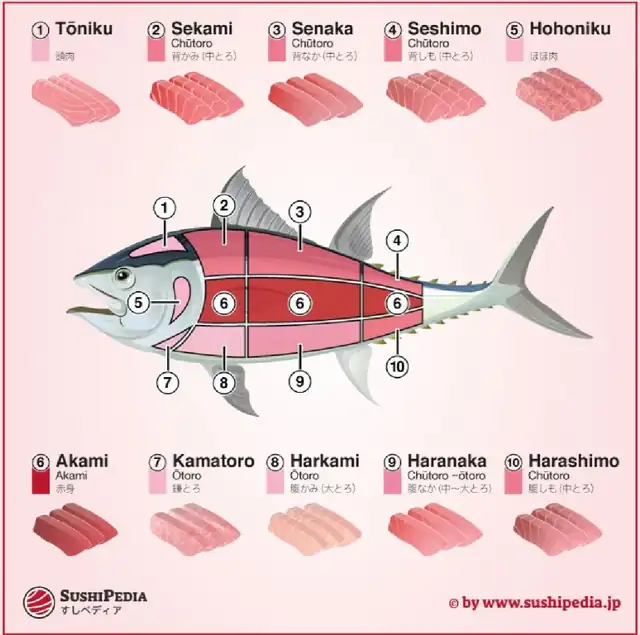 ① Tōniku
頭肉
② Sekami
Chūtoro
背かみ (中とろ)
③ Senaka
Chūtoro
背なか (中とろ)
④ Seshimo
Chūtoro
背しも (中とろ)
⑤ Hohoniku
ほほ肉
1
2
3
4
5
6
6
6
7
8
9
10
⑥ Akami
Akami
赤身
⑦ Kamatoro
Ōtoro
鎌とろ
⑧ Harkami
Ōtoro
腹かみ (大とろ)
⑨ Haranaka
Chūtoro –ōtoro
腹なか (中〜大とろ)
⑩ Harashimo
Chūtoro
腹しも (中とろ)
SUSHIPEDIA
すしペディア
© by www.sushipedia.jp